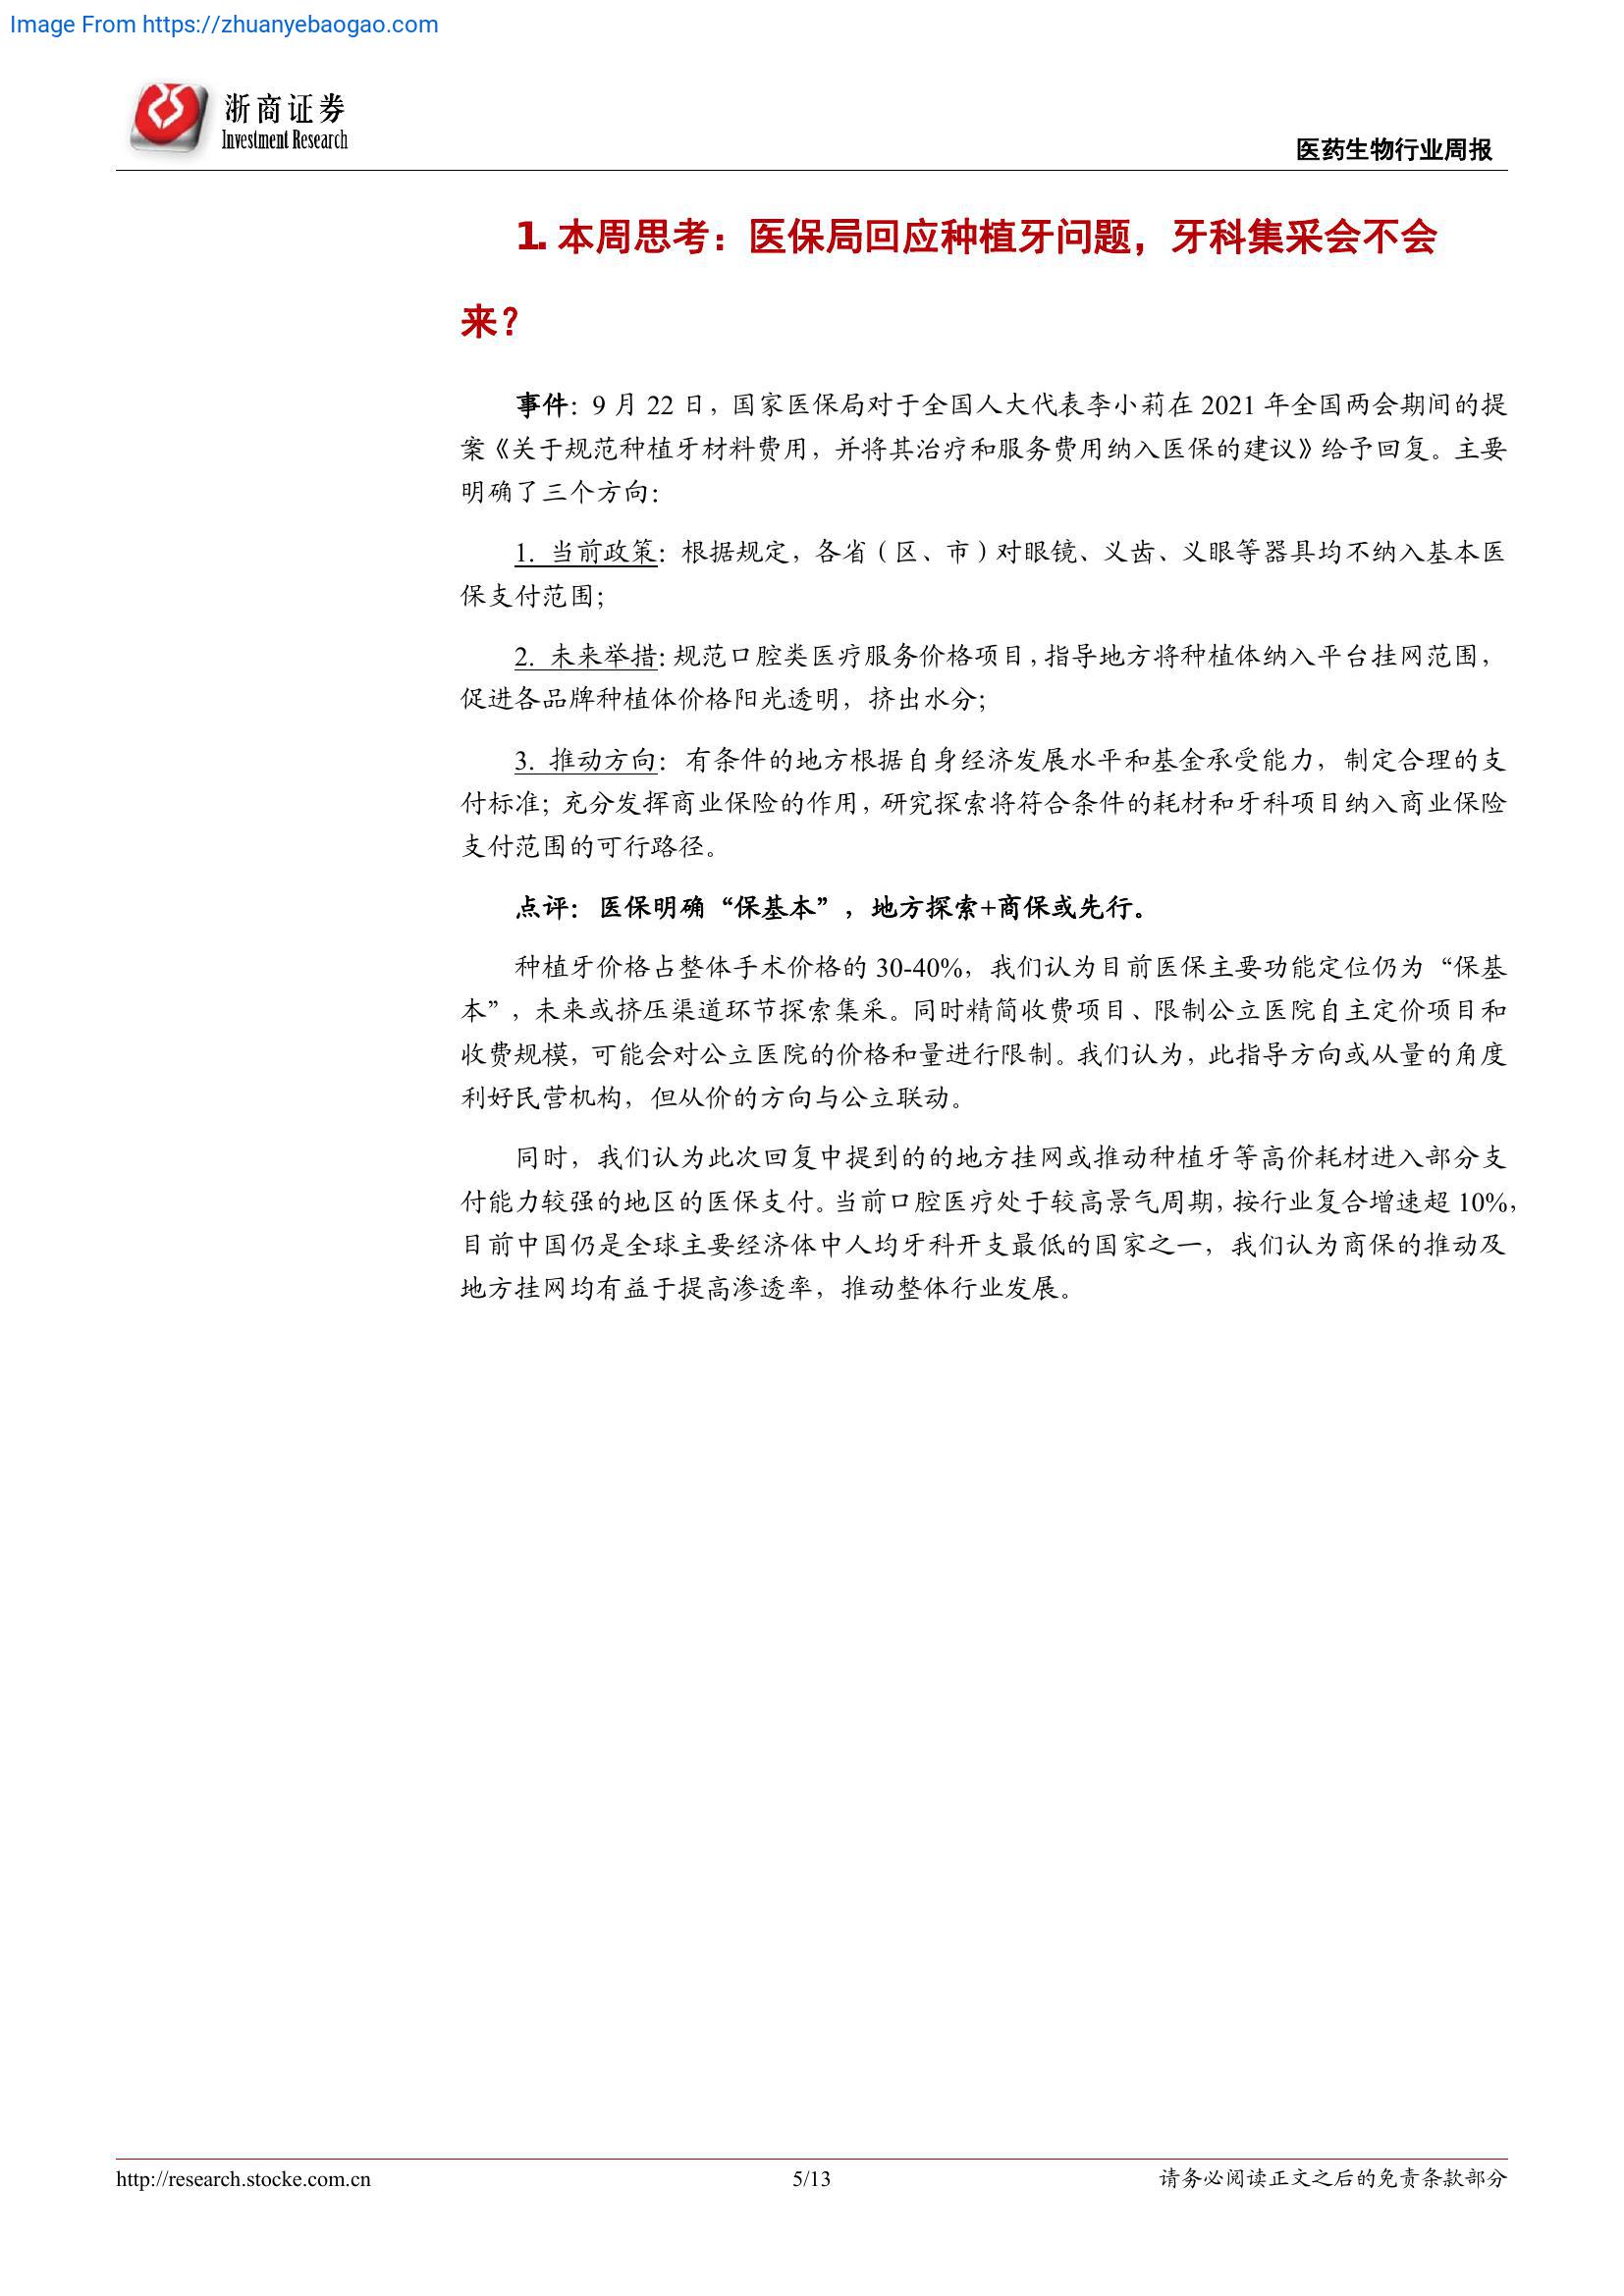 Image From https://zhuanyebaogao.com
浙商证券
Investment Research
医药生物行业周报
1. 本周思考：医保局回应种植牙问题，牙科集采会不会
来？
事件：9 月 22 日，国家医保局对于全国人大代表李小莉在 2021 年全国两会期间的提
案《关于规范种植牙材料费用，并将其治疗和服务费用纳入医保的建议》给予回复。主要
明确了三个方向：
1. 当前政策：根据规定，各省（区、市）对眼镜、义齿、义眼等器具均不纳入基本医
保支付范围；
2. 未来举措：规范口腔类医疗服务价格项目，指导地方将种植体纳入平台挂网范围，
促进各品牌种植体价格阳光透明，挤出水分；
3. 推动方向：有条件的地方根据自身经济发展水平和基金承受能力，制定合理的支
付标准；充分发挥商业保险的作用，研究探索将符合条件的耗材和牙科项目纳入商业保险
支付范围的可行路径。
点评：医保明确“保基本”，地方探索+商保或先行。
种植牙价格占整体手术价格的 30-40%，我们认为目前医保主要功能定位仍为“保基
本”，未来或挤压渠道环节探索集采。同时精简收费项目、限制公立医院自主定价项目和
收费规模，可能会对公立医院的价格和量进行限制。我们认为，此指导方向或从量的角度
利好民营机构，但从价的方向与公立联动。
同时，我们认为此次回复中提到的的地方挂网或推动种植牙等高价耗材进入部分支
付能力较强的地区的医保支付。当前口腔医疗处于较高景气周期，按行业复合增速超 10%，
目前中国仍是全球主要经济体中人均牙科开支最低的国家之一，我们认为商保的推动及
地方挂网均有益于提高渗透率，推动整体行业发展。
http://research.stocke.com.cn
5/13
请务必阅读正文之后的免责条款部分